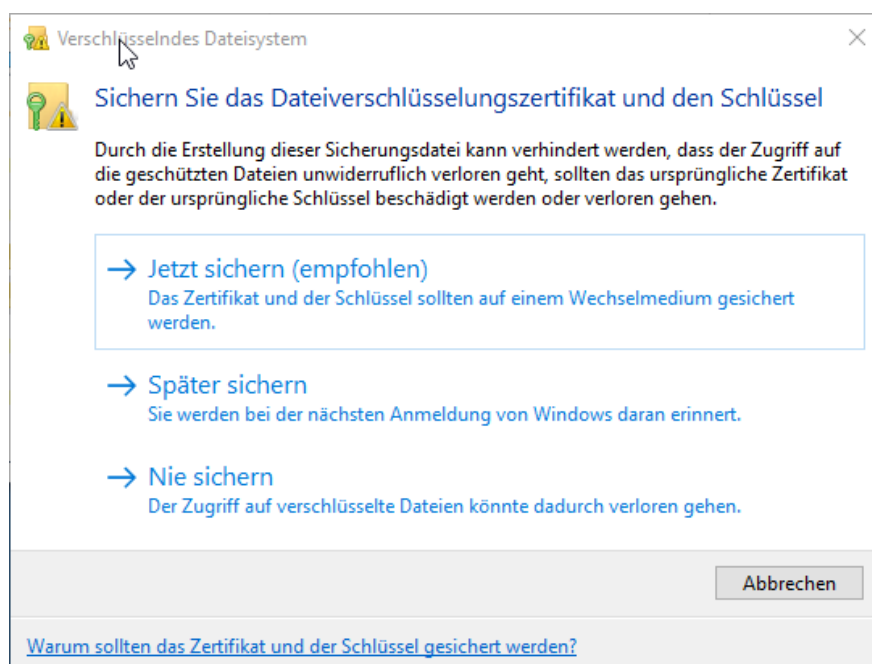 Verschlüsselndes Dateisystem
Sichern Sie das Dateiverschlüsselungszertifikat und den Schlüssel
Durch die Erstellung dieser Sicherungsdatei kann verhindert werden, dass der Zugriff auf
die geschützten Dateien unwiderruflich verloren geht, sollten das ursprüngliche Zertifikat
oder der ursprüngliche Schlüssel beschädigt werden oder verloren gehen.
Jetzt sichern (empfohlen)
Das Zertifikat und der Schlüssel sollten auf einem Wechselmedium gesichert
werden.
Später sichern
Sie werden bei der nächsten Anmeldung von Windows daran erinnert.
Nie sichern
Der Zugriff auf verschlüsselte Dateien könnte dadurch verloren gehen.
Abbrechen
Warum sollten das Zertifikat und der Schlüssel gesichert werden?